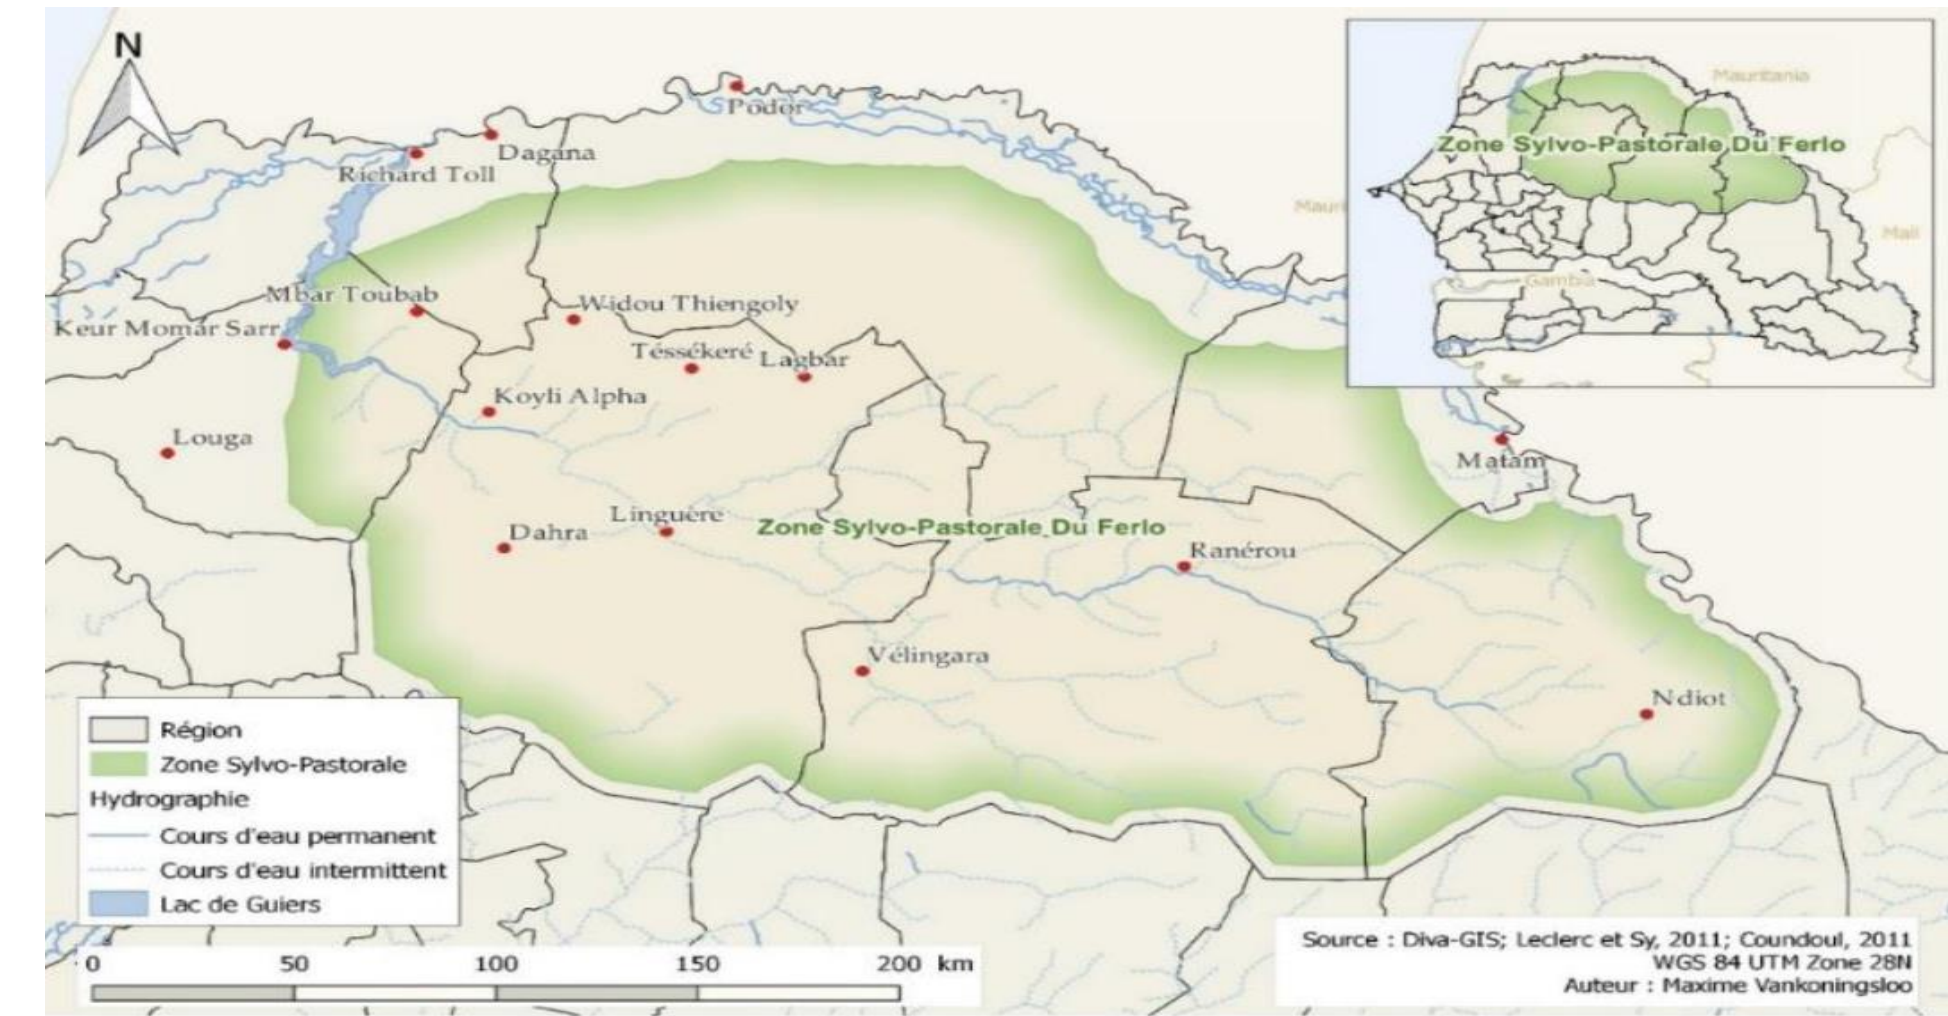 N
Mauritania
Zone Sylvo-Pastorale Du Ferlo
Mali
Gambia
Podor
Dagana
Richard Toll
Mauri
Mbar Toubab
Widou Thiengoly
Keur Momar Sarr
Téssékeré
Lagbar
Koyli Alpha
Louga
Matam
Linguère
Dahra
Zone Sylvo-Pastorale Du Ferlo
Ranérou
Vélingara
Ndiot
Région
Zone Sylvo-Pastorale
Hydrographie
Cours d'eau permanent
Cours d'eau intermittent
Lac de Guiers
0 50 100 150 200 km
Source : Diva-GIS; Leclerc et Sy, 2011; Coundoul, 2011
WGS 84 UTM Zone 28N
Auteur : Maxime Vankoningsloo